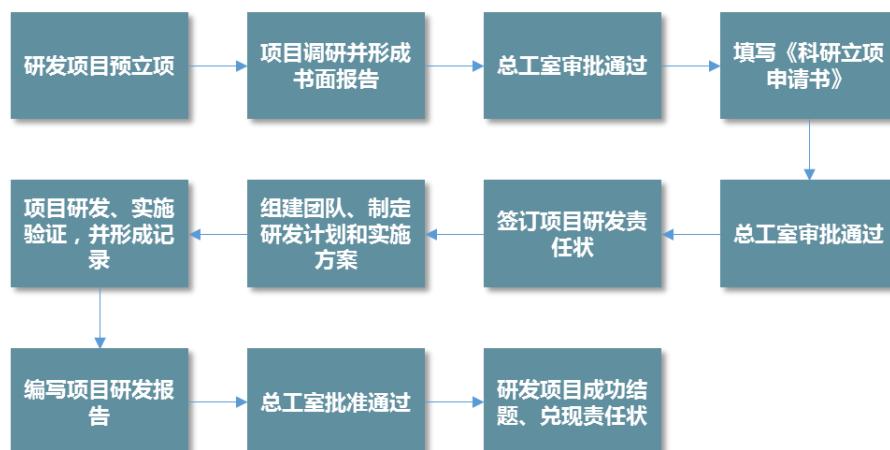 研发项目预立项
项目调研并形成
书面报告
总工室审批通过
填写《科研立项
申请书》
总工室审批通过
签订项目研发责
任状
组建团队、制定
研发计划和实施
方案
项目研发、实施
验证，并形成记
录
编写项目研发报
告
总工室批准通过
研发项目成功结
题、兑现责任状